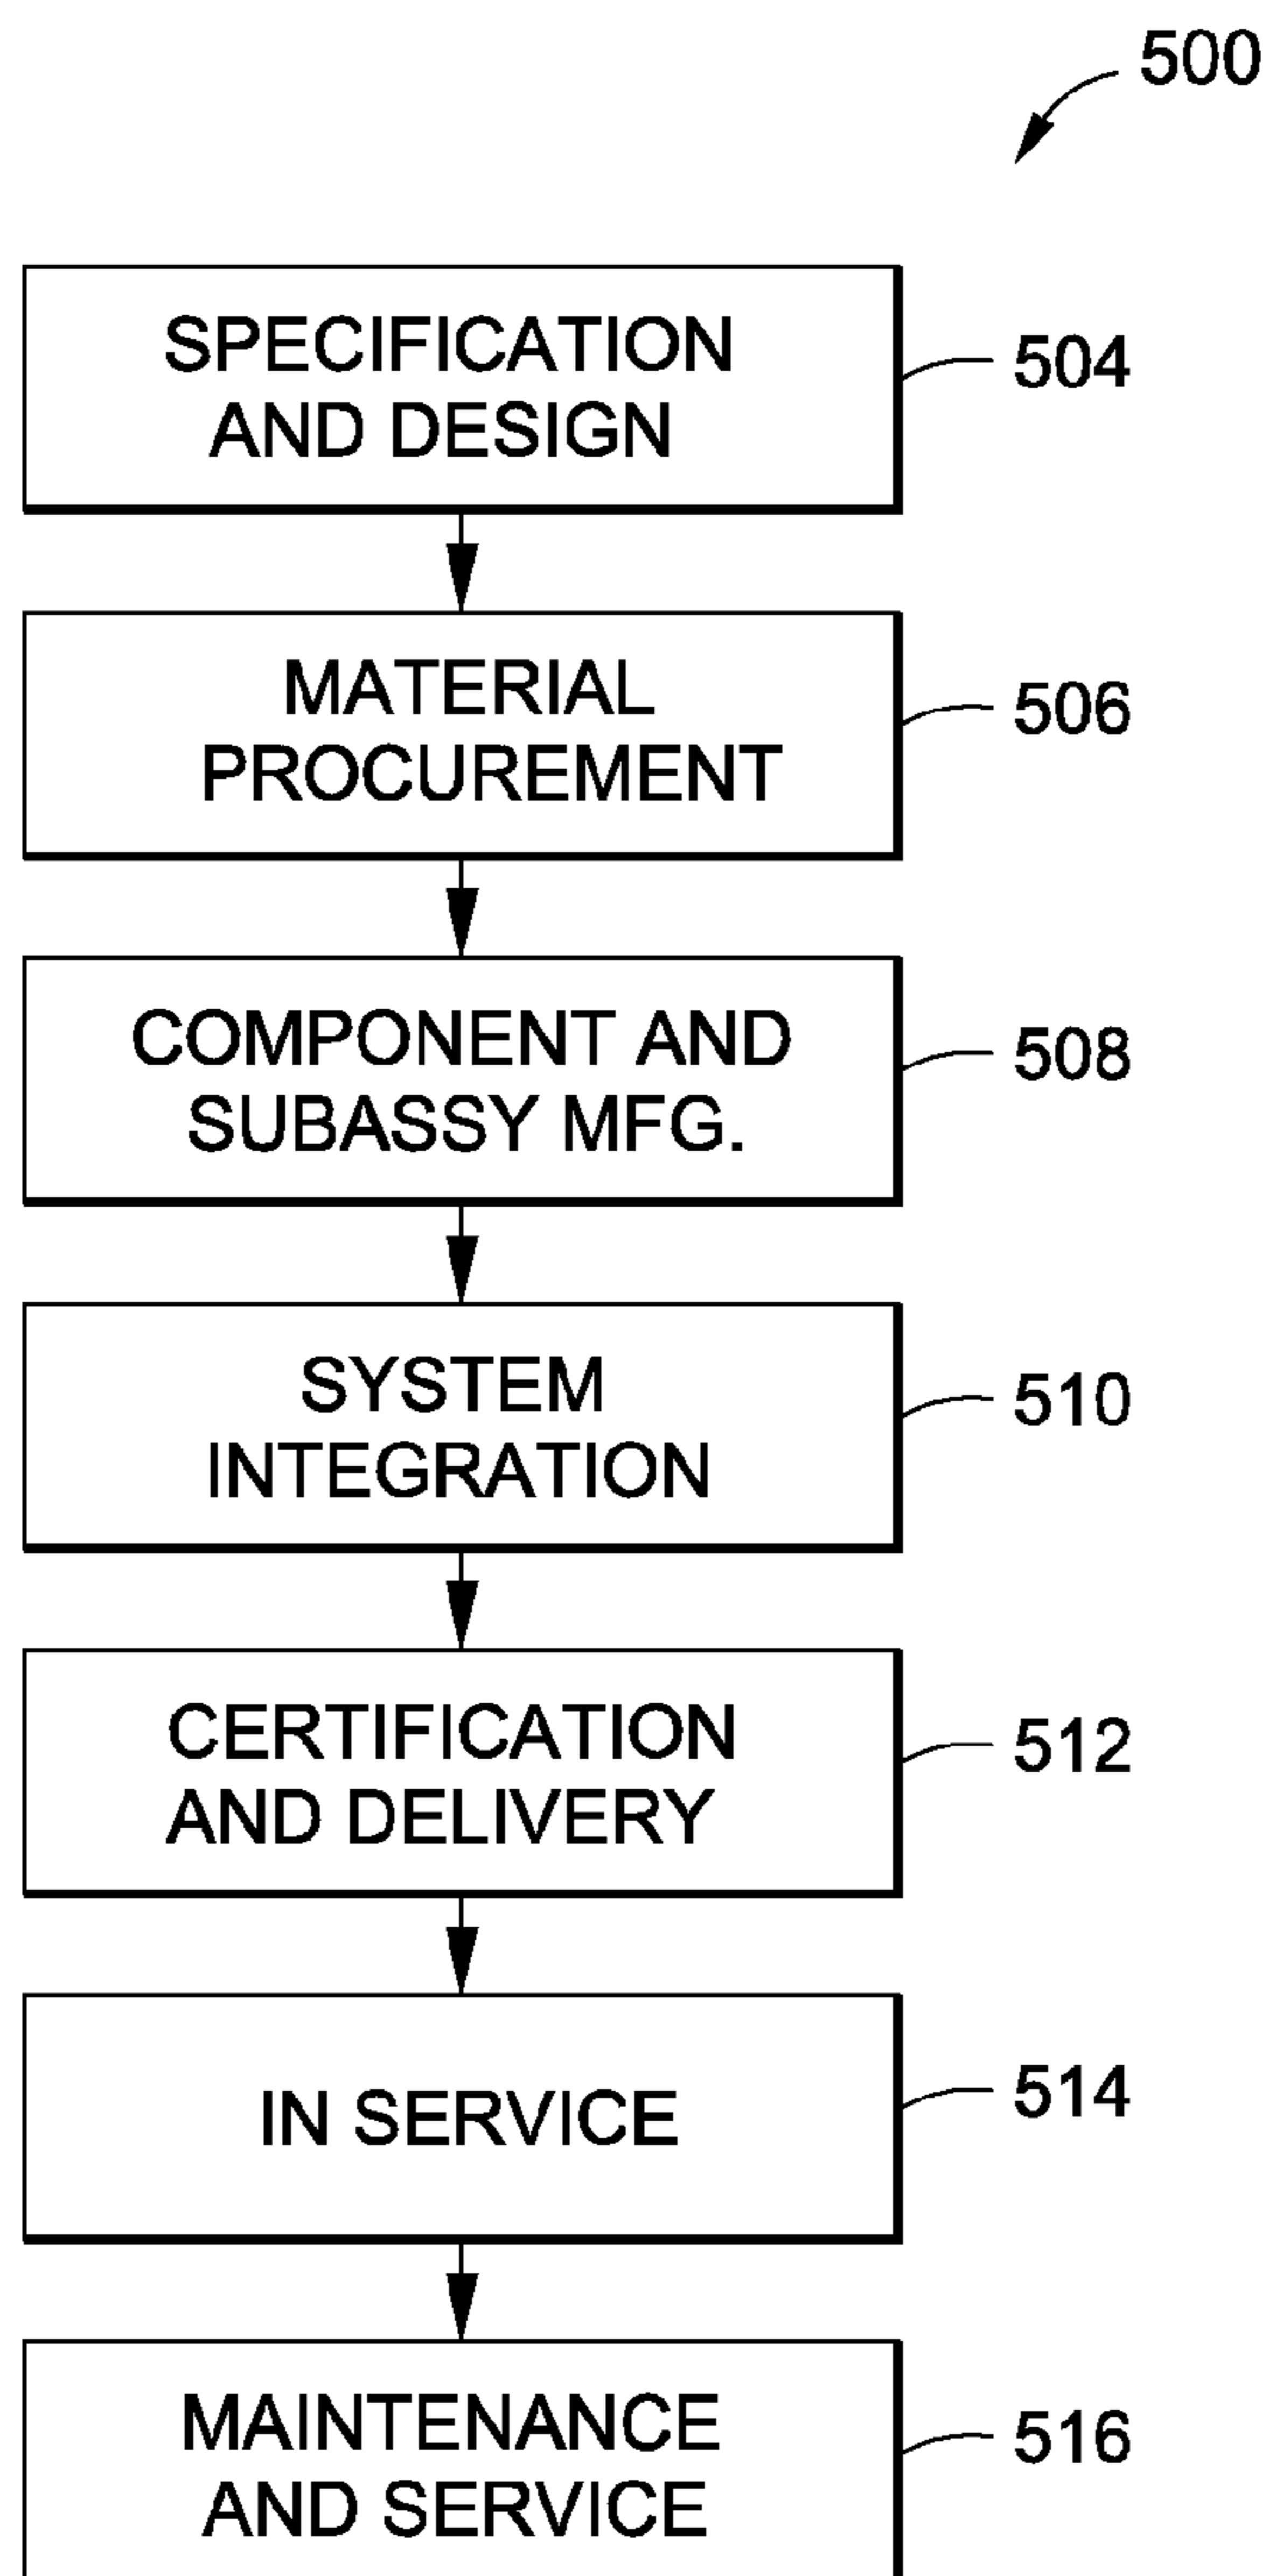 500
SPECIFICATION
AND DESIGN
504
MATERIAL
PROCUREMENT
506
COMPONENT AND
SUBASSY MFG.
508
SYSTEM
INTEGRATION
510
CERTIFICATION
AND DELIVERY
512
IN SERVICE
514
MAINTENANCE
AND SERVICE
516